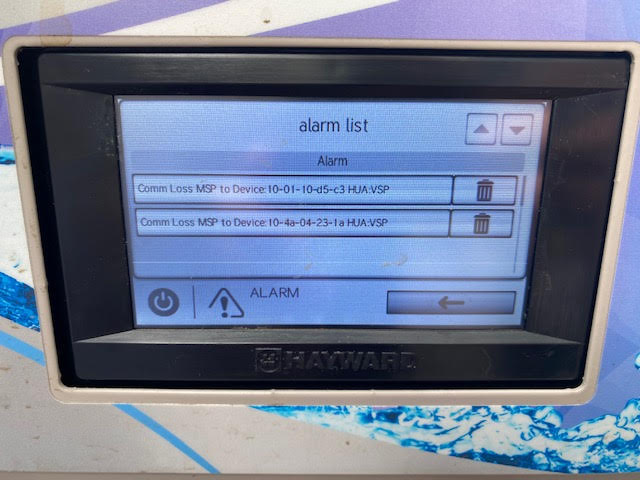 alarm list
Alarm
Comm Loss MSP to Device:10-01-10-d5-c3 HUA:VSP
Comm Loss MSP to Device:10-4a-04-23-1a HUA:VSP
ALARM
HAYWARD